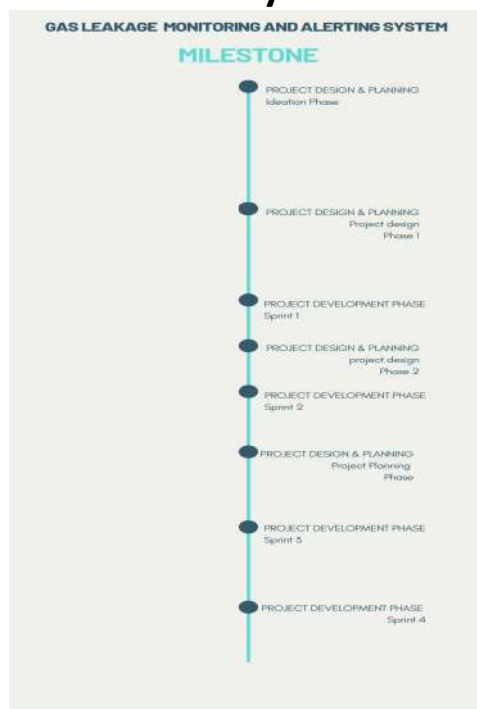 GAS LEAKAGE MONITORING AND ALERTING SYSTEM
MILESTONE
PROJECT DESIGN & PLANNING
Ideation Phase
PROJECT DESIGN & PLANNING
Project design
Phase 1
PROJECT DEVELOPMENT PHASE
Sprint 1
PROJECT DESIGN & PLANNING
project design
Phase 2
PROJECT DEVELOPMENT PHASE
Sprint 2
PROJECT DESIGN & PLANNING
Project Planning
Phase
PROJECT DEVELOPMENT PHASE
Sprint 3
PROJECT DEVELOPMENT PHASE
Sprint 4